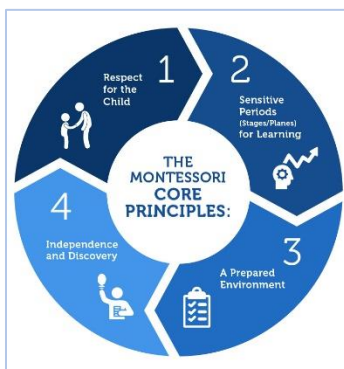 THE
MONTESSORI
CORE
PRINCIPLES:
1
Respect
for the
Child
2
Sensitive
Periods
(Stages/Planes)
for Learning
3
A Prepared
Environment
4
Independence
and Discovery